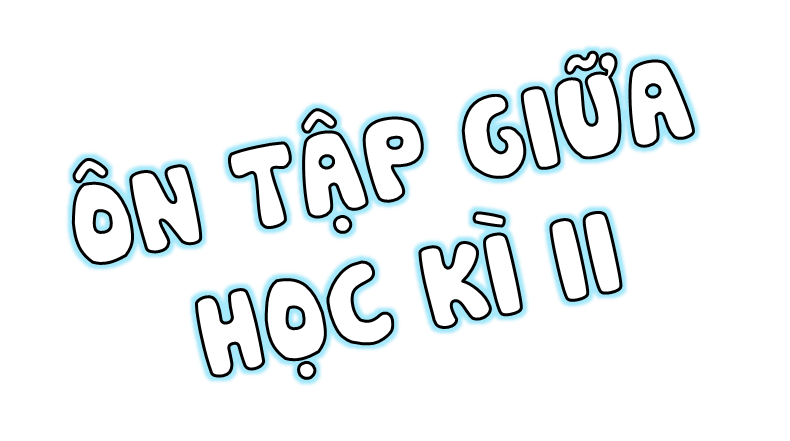 ÔN TẬP GIỮA
HỌC KÌ II